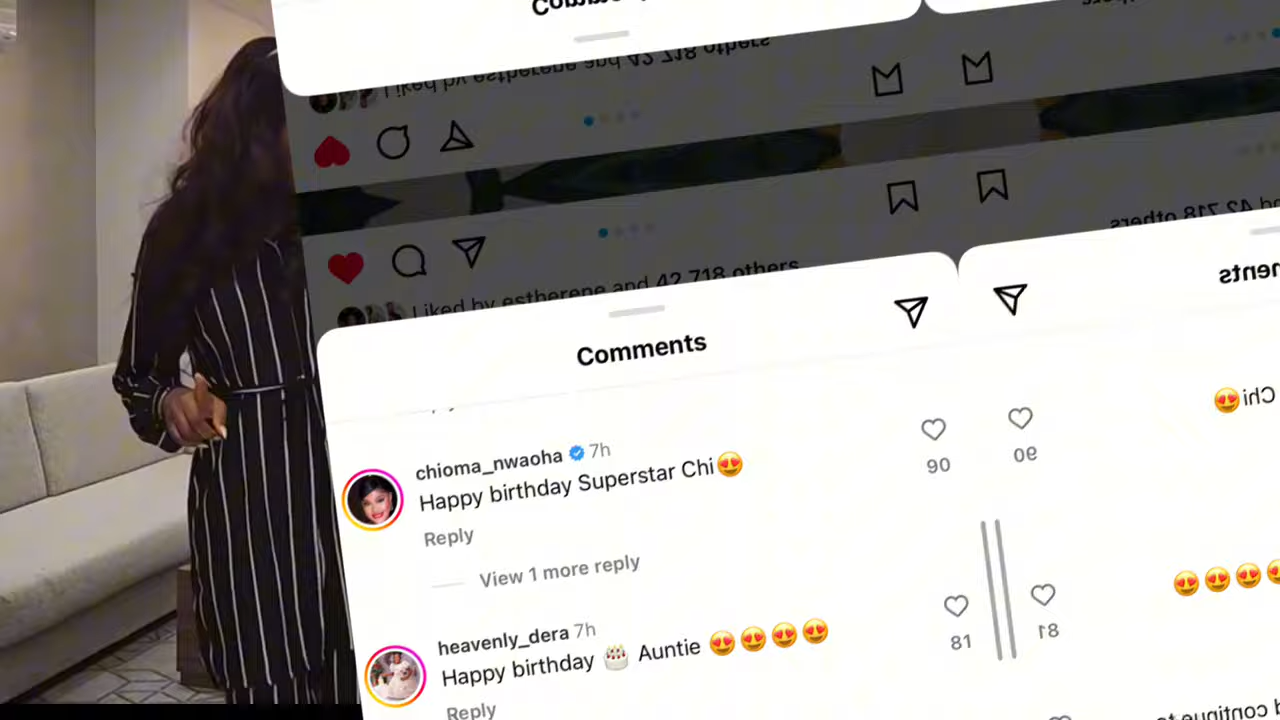 Liked by estherene and 42,718 others
Comments
chioma_nwaoha 7h
Happy birthday Superstar Chi😍
90
Reply
View 1 more reply
heavenly_dera 7h
Happy birthday 🎂 Auntie 😍😍😍😍
81
Reply